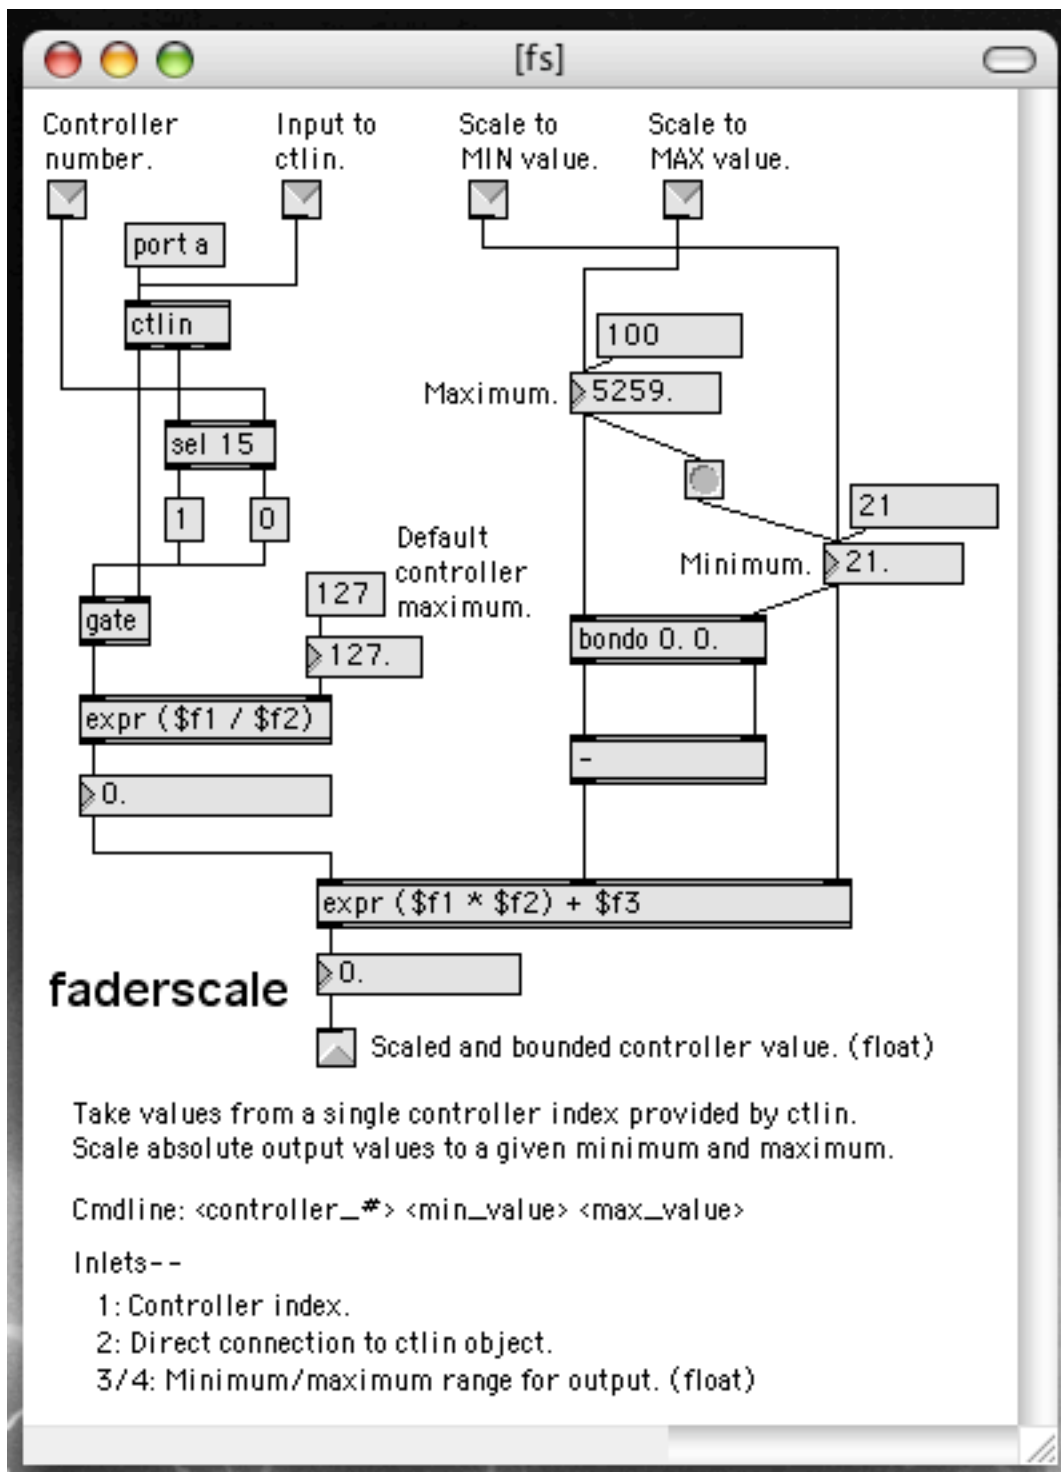 [fs]
Controller
number.
Input to
ctlin.
Scale to
MIN value.
Scale to
MAX value.
port a
ctlin
100
Maximum.
5259.
sel 15
1
0
21
Default
controller
maximum.
Minimum.
21.
127
127.
gate
bondo 0. 0.
expr ($f1 / $f2)
-
0.
expr ($f1 * $f2) + $f3
0.
faderscale
Scaled and bounded controller value. (float)
Take values from a single controller index provided by ctlin.
Scale absolute output values to a given minimum and maximum.
Cmdline: <controller_#> <min_value> <max_value>
Inlets--
1: Controller index.
2: Direct connection to ctlin object.
3/4: Minimum/maximum range for output. (float)